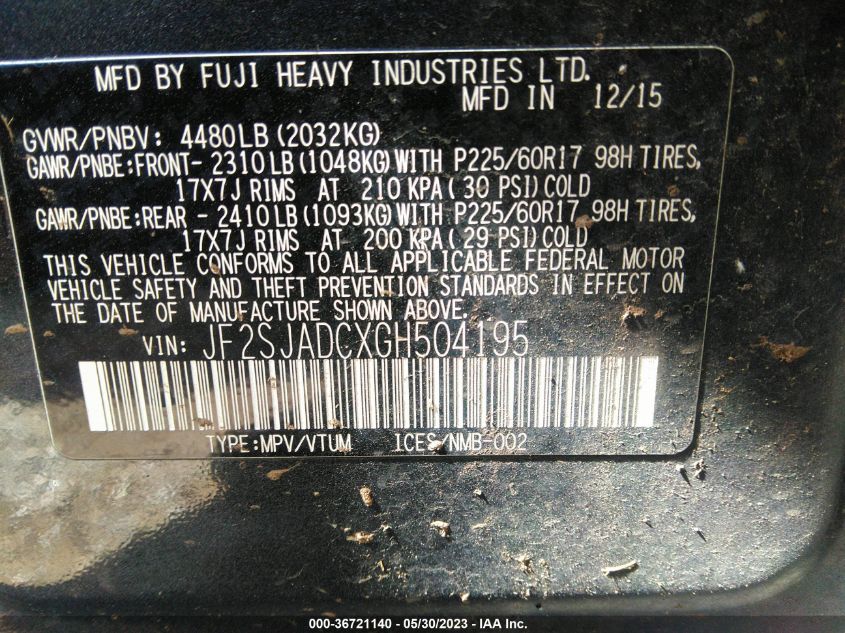 MFD BY FUJI HEAVY INDUSTRIES LTD.
MFD IN 12/15
GVWR/PNBV: 4480LB (2032KG)
GAWR/PNBE:FRONT- 2310LB (1048KG) WITH P225/60R17 98H TIRES,
17X7J RIMS AT 210 KPA ( 30 PSI) COLD
GAWR/PNBE:REAR - 2410LB (1093KG) WITH P225/60R17 98H TIRES,
17X7J RIMS AT 200 KPA ( 29 PSI) COLD
THIS VEHICLE CONFORMS TO ALL APPLICABLE FEDERAL MOTOR
VEHICLE SAFETY AND THEFT PREVENTION STANDARDS IN EFFECT ON
THE DATE OF MANUFACTURE SHOWN ABOVE.
VIN: JF2SJADCXGH504195
TYPE:MPV/VTUM ICES/NMB-002
000-36721140 - 05/30/2023 - IAA Inc.